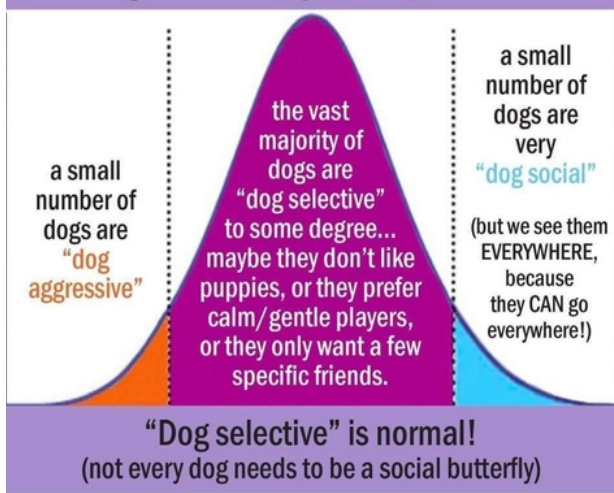 a small
number of
dogs are
“dog
aggressive”
the vast
majority of
dogs are
“dog selective”
to some degree...
maybe they don’t like
puppies, or they prefer
calm/gentle players,
or they only want a few
specific friends.
a small
number of
dogs are
very
“dog social”
(but we see them
EVERYWHERE,
because
they CAN go
everywhere!)
“Dog selective” is normal!
(not every dog needs to be a social butterfly)